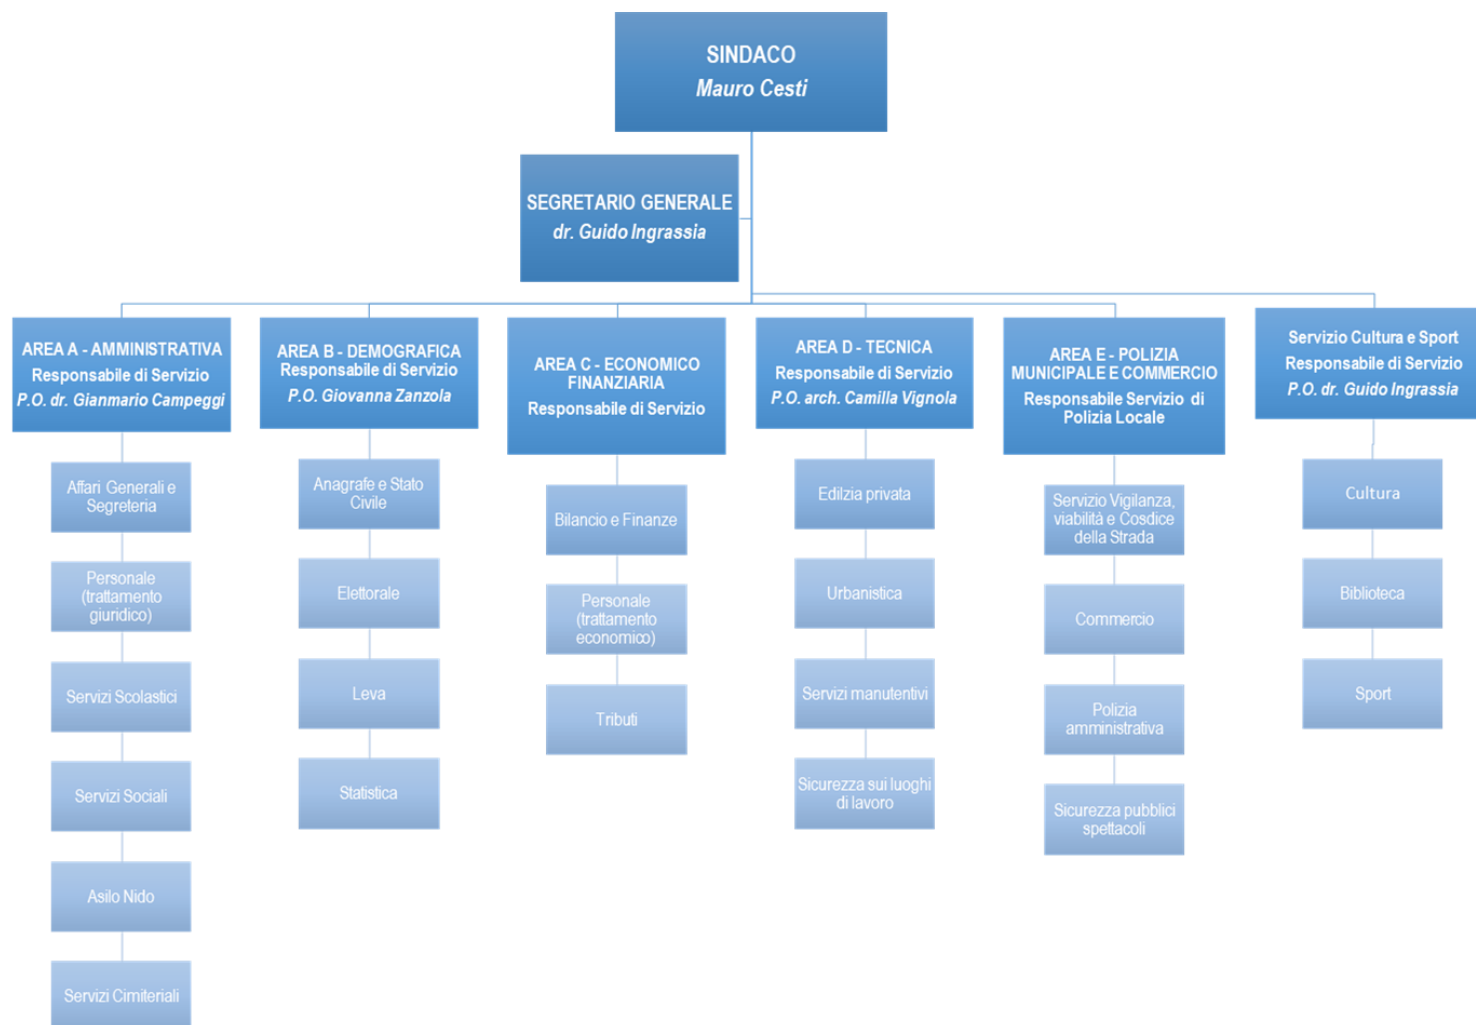 SINDACO
Mauro Cesti
SEGRETARIO GENERALE
dr. Guido Ingrassia
AREA A - AMMINISTRATIVA
Responsabile di Servizio
P.O. dr. Gianmario Campeggi
Affari Generali e
Segreteria
Personale
(trattamento
giuridico)
Servizi Scolastici
Servizi Sociali
Asilo Nido
Servizi Cimiteriali
AREA B - DEMOGRAFICA
Responsabile di Servizio
P.O. Giovanna Zanzola
Anagrafe e Stato
Civile
Elettorale
Leva
Statistica
AREA C - ECONOMICO
FINANZIARIA
Responsabile di Servizio
Bilancio e Finanze
Personale
(trattamento
economico)
Tributi
AREA D - TECNICA
Responsabile di Servizio
P.O. arch. Camilla Vignola
Edilzia privata
Urbanistica
Servizi manutentivi
Sicurezza sui luoghi
di lavoro
AREA E - POLIZIA
MUNICIPALE E COMMERCIO
Responsabile Servizio di
Polizia Locale
Servizio Vigilanza,
viabilità e Cosdice
della Strada
Commercio
Polizia
amministrativa
Sicurezza pubblici
spettacoli
Servizio Cultura e Sport
Responsabile di Servizio
P.O. dr. Guido Ingrassia
Cultura
Biblioteca
Sport